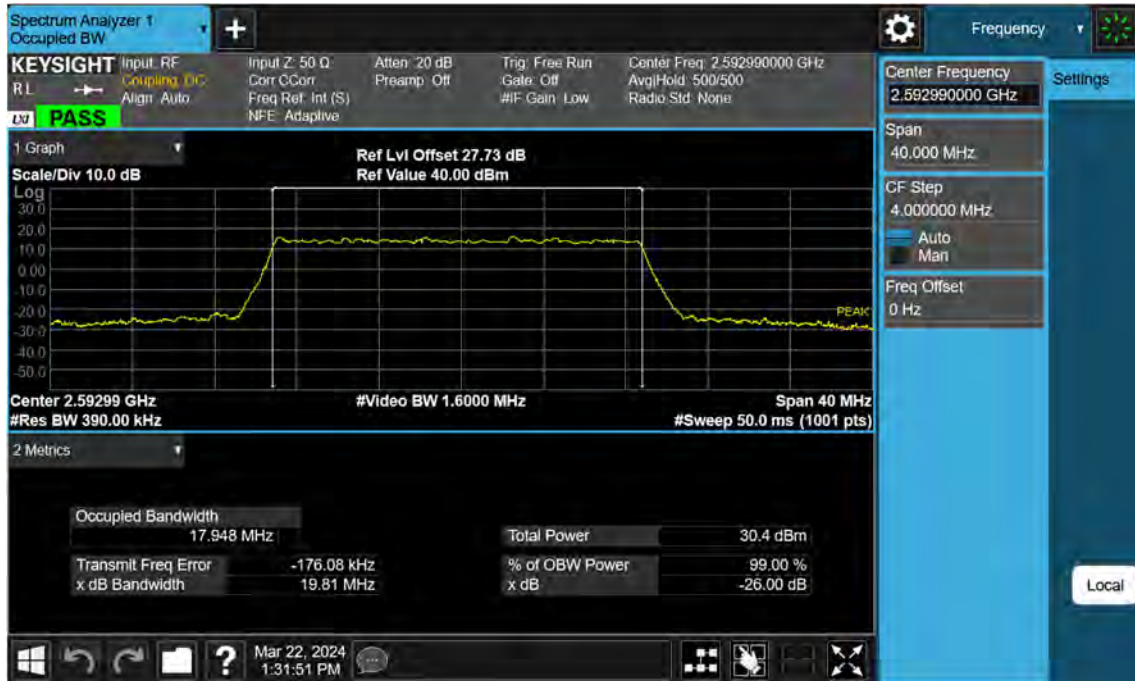 Spectrum Analyzer 1
Occupied BW
+
Frequency
KEYSIGHT
RL
LXI PASS
Input: RF
Coupling: DC
Align: Auto
Input Z: 50 Ω
Corr CCorr
Freq Ref: Int (S)
NFE: Adaptive
Atten: 20 dB
Preamp: Off
Trig: Free Run
Gate: Off
#IF Gain: Low
Center Freq: 2.592990000 GHz
Avg|Hold: 500/500
Radio Std: None
Center Frequency
2.592990000 GHz
Settings
Span
40.000 MHz
CF Step
4.000000 MHz
Auto
Man
Freq Offset
0 Hz
1 Graph
Scale/Div 10.0 dB
Ref Lvl Offset 27.73 dB
Ref Value 40.00 dBm
Log
30.0
20.0
10.0
0.00
-10.0
-20.0
-30.0
-40.0
-50.0
PEAK
Center 2.59299 GHz
#Video BW 1.6000 MHz
Span 40 MHz
#Res BW 390.00 kHz
#Sweep 50.0 ms (1001 pts)
2 Metrics
Occupied Bandwidth
17.948 MHz
Total Power 30.4 dBm
Transmit Freq Error -176.08 kHz
% of OBW Power 99.00 %
x dB Bandwidth 19.81 MHz
x dB -26.00 dB
Local
?
Mar 22, 2024
1:31:51 PM